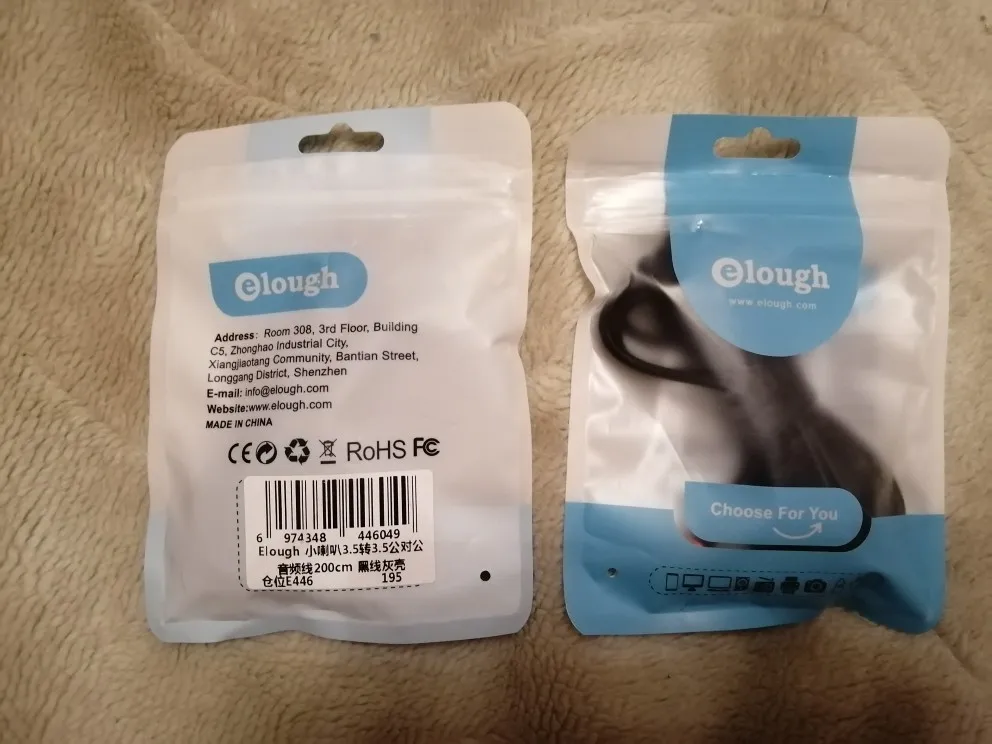 elough
Address: Room 308, 3rd Floor, Building
C5, Zhonghao Industrial City,
Xiangjiaotang Community, Bantian Street,
Longgang District, Shenzhen
E-mail: info@elough.com
Website:www.elough.com
MADE IN CHINA
CE RoHS FC
6 974348 446049
Elough 小喇叭3.5转3.5公对公
音频线200cm 黑线灰壳
仓位E446 195
elough
www.elough.com
Choose For You